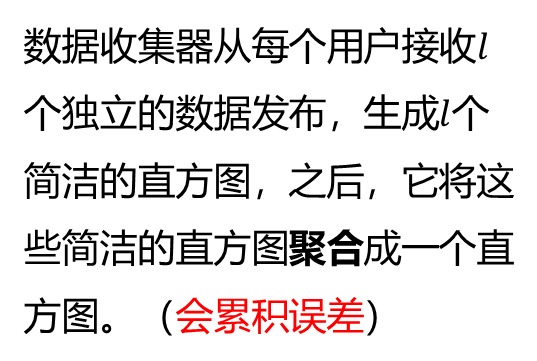 数据收集器从每个用户接收l
个独立的数据发布，生成l个
简洁的直方图，之后，它将这
些简洁的直方图聚合成一个直
方图。（会累积误差）